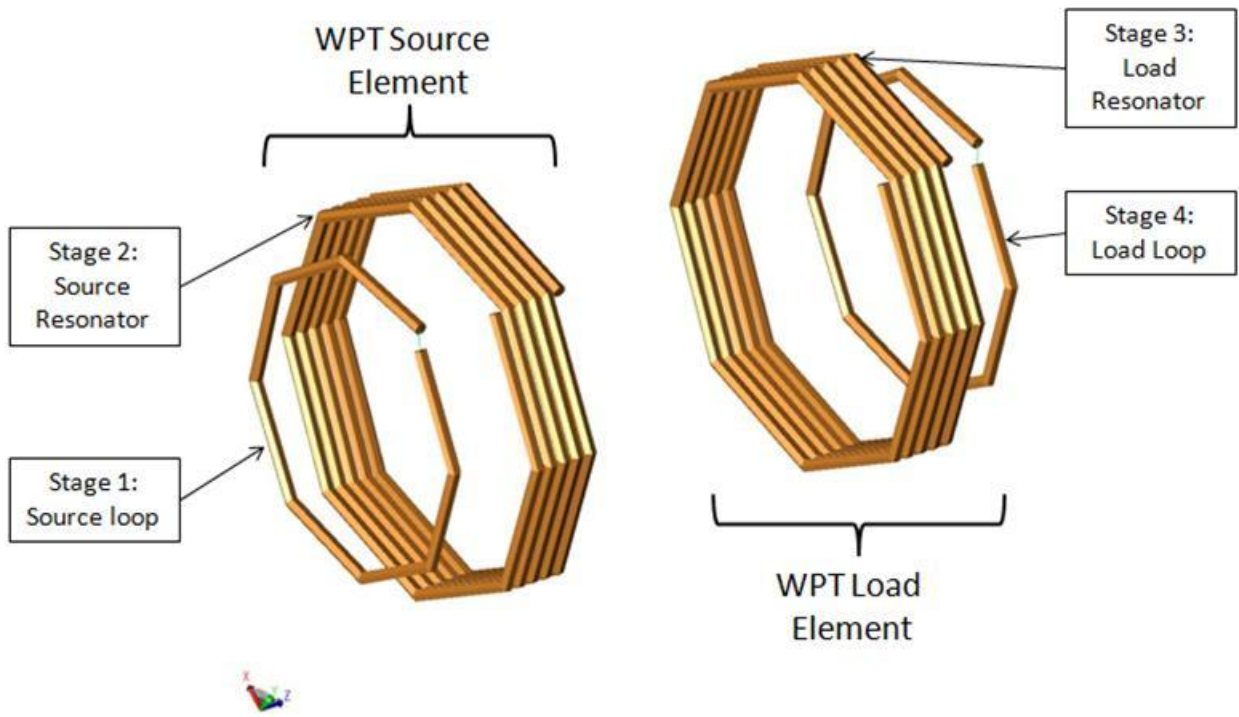 WPT Source
Element
Stage 3:
Load
Resonator
Stage 2:
Source
Resonator
Stage 4:
Load Loop
Stage 1:
Source loop
WPT Load
Element
X
Y
Z